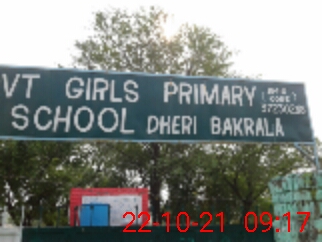 VT GIRLS PRIMARY
SCHOOL DHERI BAKRALA
22-10-21 09:17